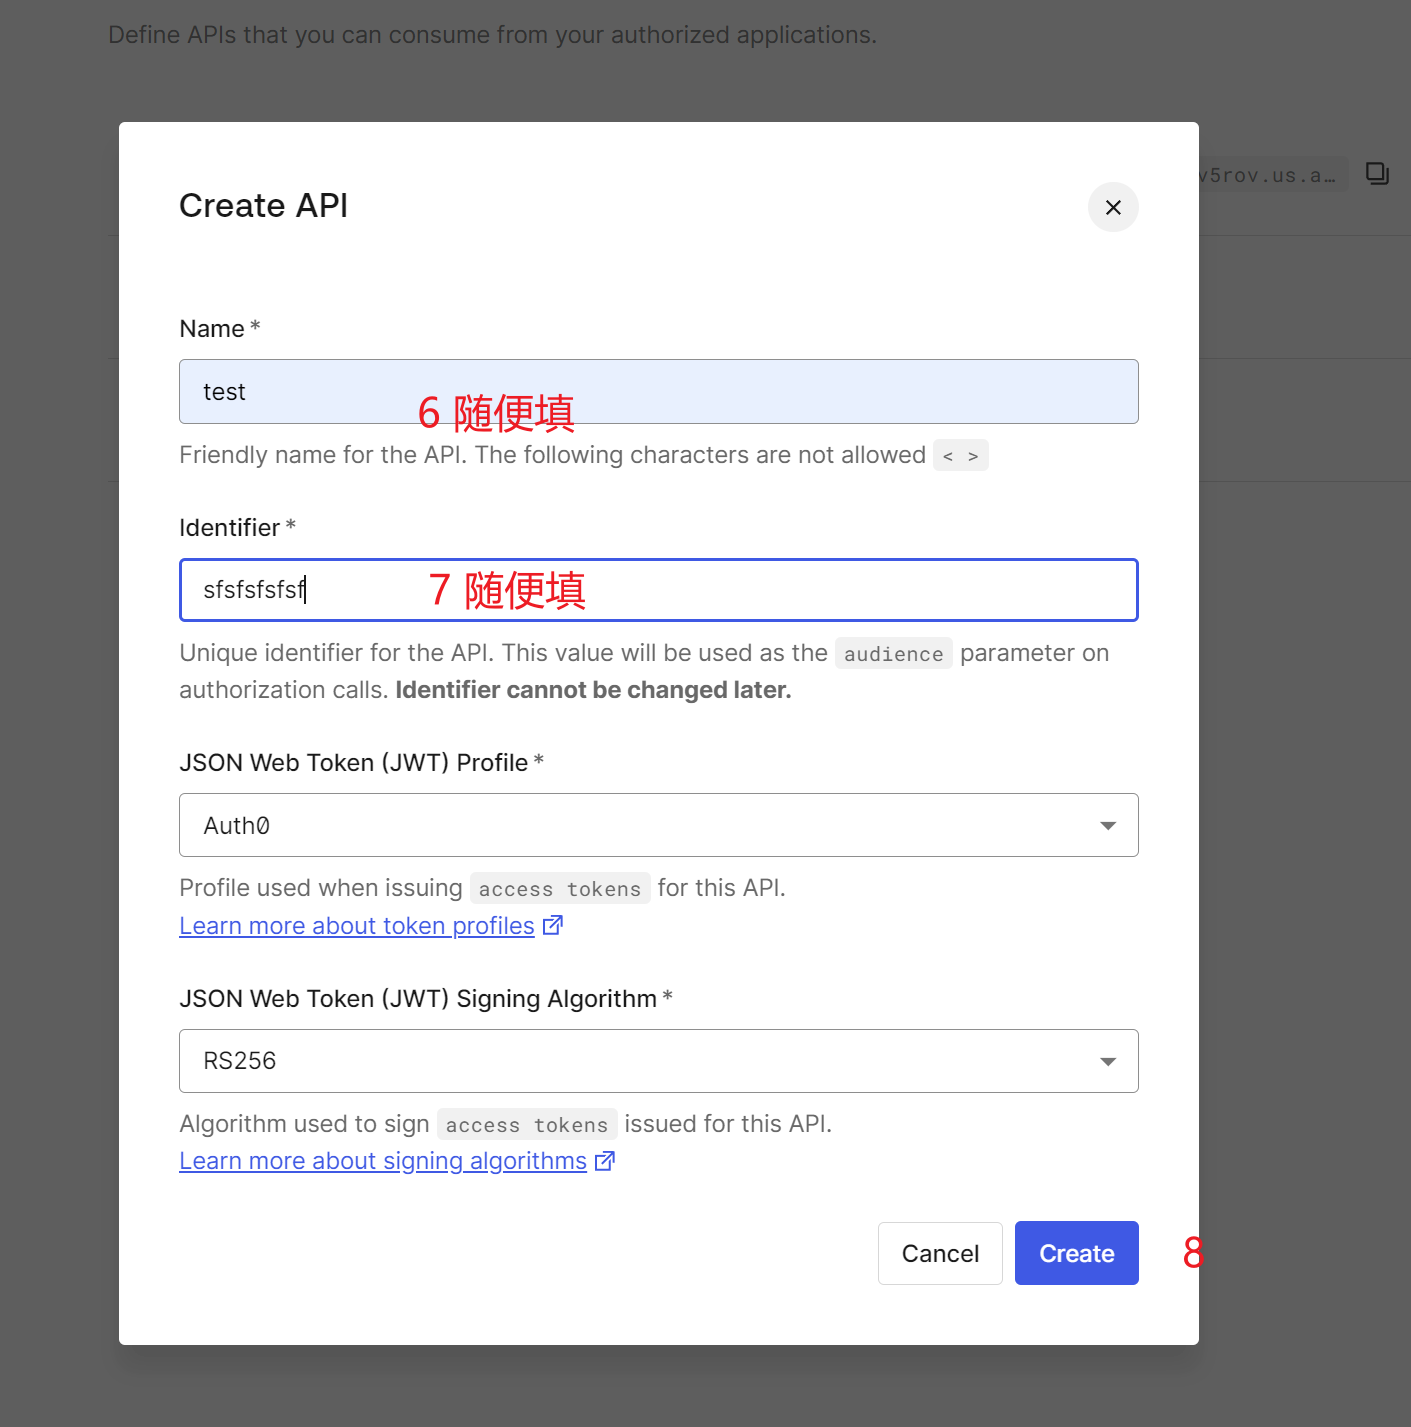 Define APIs that you can consume from your authorized applications.
v5rov.us.a…
Create API
Name *
test
6 随便填
Friendly name for the API. The following characters are not allowed < >
Identifier *
sfsfsfsfsf
7 随便填
Unique identifier for the API. This value will be used as the audience parameter on
authorization calls. Identifier cannot be changed later.
JSON Web Token (JWT) Profile *
Auth0
Profile used when issuing access tokens for this API.
Learn more about token profiles
JSON Web Token (JWT) Signing Algorithm *
RS256
Algorithm used to sign access tokens issued for this API.
Learn more about signing algorithms
Cancel
Create
8